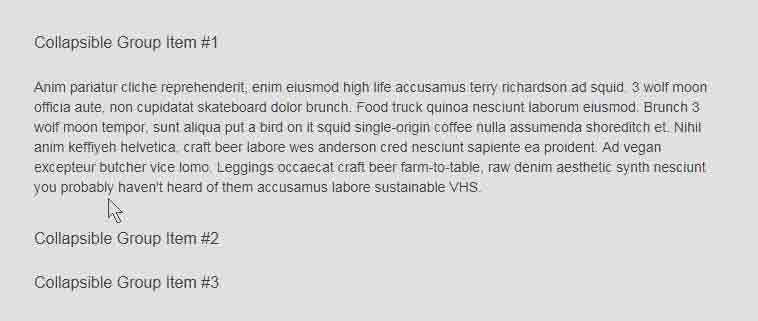 Collapsible Group Item #1
Anim pariatur cliche reprehenderit, enim eiusmod high life accusamus terry richardson ad squid. 3 wolf moon
officia aute, non cupidatat skateboard dolor brunch. Food truck quinoa nesciunt laborum eiusmod. Brunch 3
wolf moon tempor, sunt aliqua put a bird on it squid single-origin coffee nulla assumenda shoreditch et. Nihil
anim keffiyeh helvetica, craft beer labore wes anderson cred nesciunt sapiente ea proident. Ad vegan
excepteur butcher vice lomo. Leggings occaecat craft beer farm-to-table, raw denim aesthetic synth nesciunt
you probably haven't heard of them accusamus labore sustainable VHS.
Collapsible Group Item #2
Collapsible Group Item #3